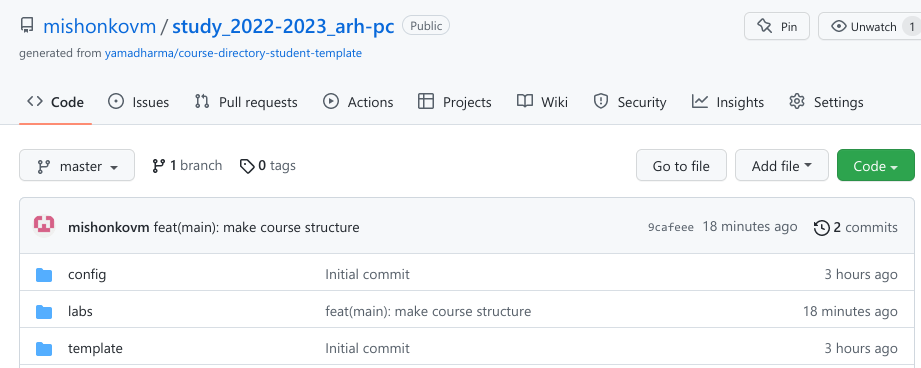 mishonkovm / study_2022-2023_arh-pc Public Pin Unwatch 1
generated from yamadharma/course-directory-student-template
Code Issues Pull requests Actions Projects Wiki Security Insights Settings
master 1 branch 0 tags Go to file Add file Code
mishonkovm feat(main): make course structure 9cafeee 18 minutes ago 2 commits
config Initial commit 3 hours ago
labs feat(main): make course structure 18 minutes ago
template Initial commit 3 hours ago